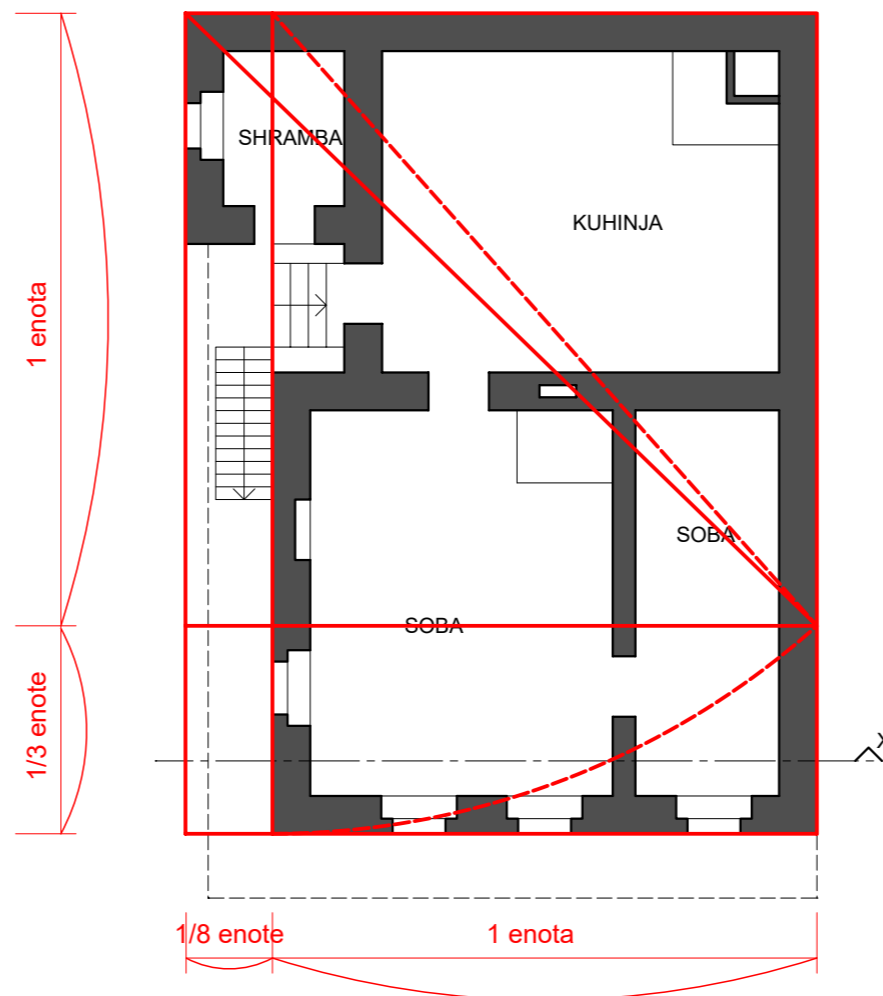 SHRAMBA
KUHINJA
1 enota
SOBA
SOBA
1/3 enote
X
1/8 enote
1 enota